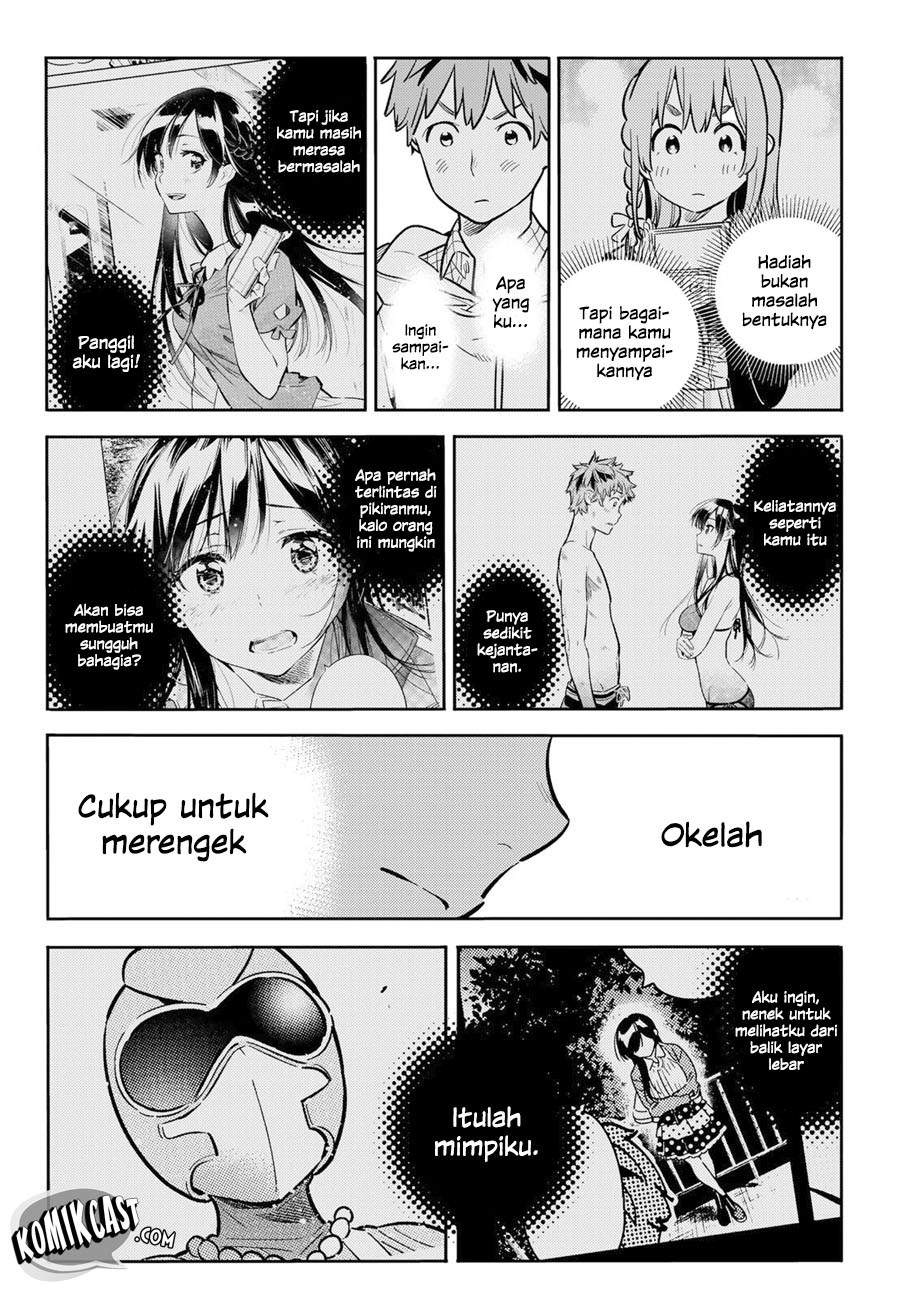 Hadiah
bukan
masalah
bentuknya
Tapi bagai-
mana kamu
menyampai-
kannya
Apa
yang
ku...
Ingin
sampai-
kan...
Tapi jika
kamu masih
merasa
bermasalah
Panggil
aku lagi!
Keliatannya
seperti
kamu itu
Punya
sedikit
kejanta-
nan.
Apa pernah
terlintas di
pikiranmu,
kalo orang
ini mungkin
Akan bisa
membuatmu
sungguh
bahagia?
Okelah
Cukup untuk
merengek
Aku ingin,
nenek untuk
melihatku dari
balik layar
lebar
Itulah
mimpiku.
KOMIKCAST
.COM